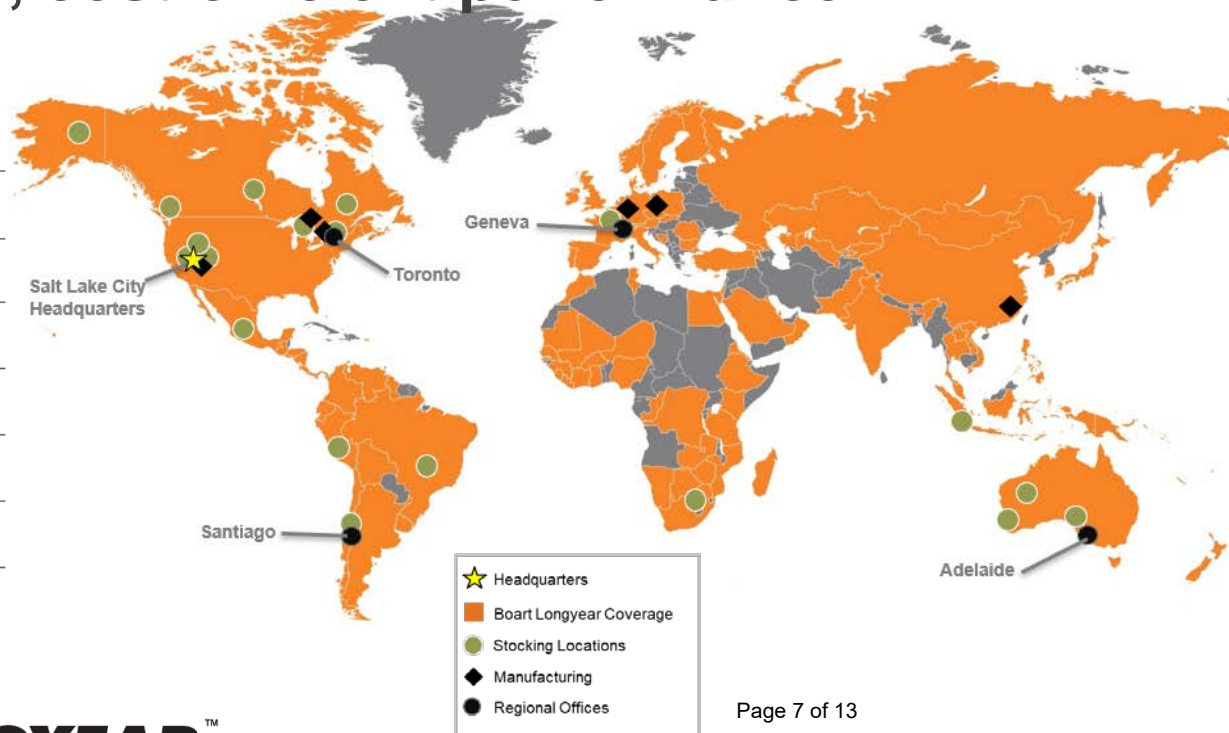 Geneva
Toronto
Salt Lake City
Headquarters
Santiago
Adelaide
Headquarters
Boart Longyear Coverage
Stocking Locations
Manufacturing
Regional Offices
Page 7 of 13
™